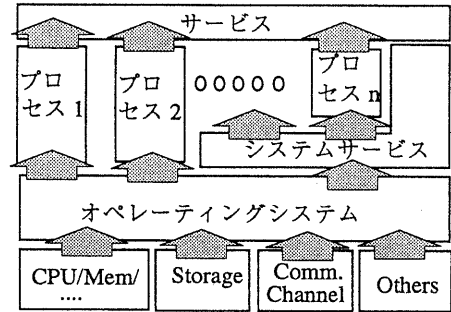 サービス
プロ
セス1
プロ
セス2
ooooo
プロ
セスn
システムサービス
オペレーティングシステム
CPU/Mem/
....
Storage
Comm.
Channel
Others